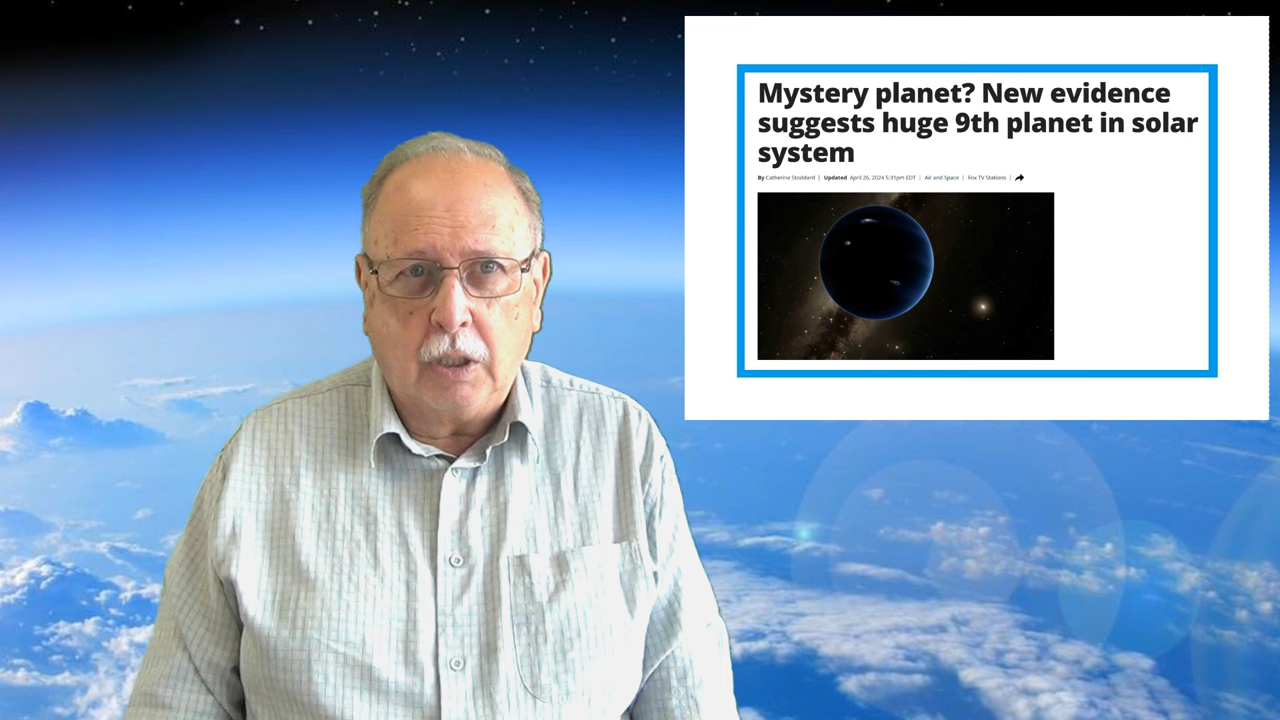 Mystery planet? New evidence
suggests huge 9th planet in solar
system
By Catherine Stoddard | Updated April 26, 2024 5:31pm EDT | Air and Space | Fox TV Stations |